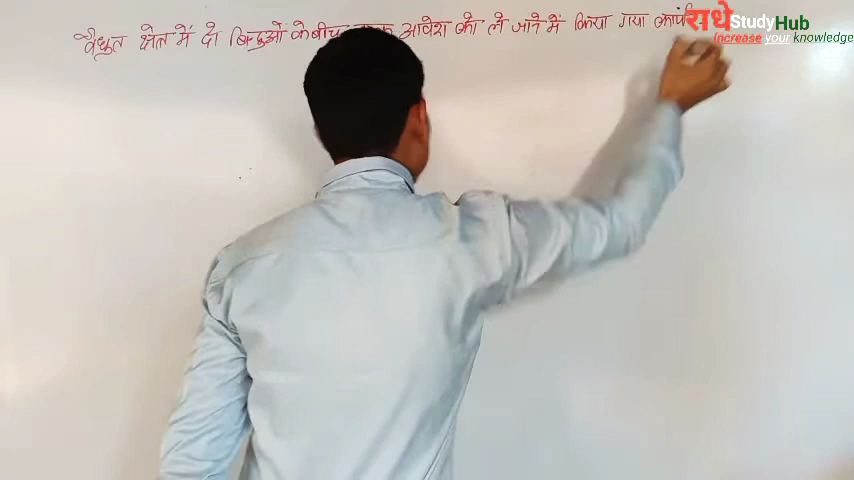 वैधुत क्षेत्र में दो बिन्दुओं के बीच आवेश को ले जाने में किया गया कार्य
राधे StudyHub
Increase your knowledge